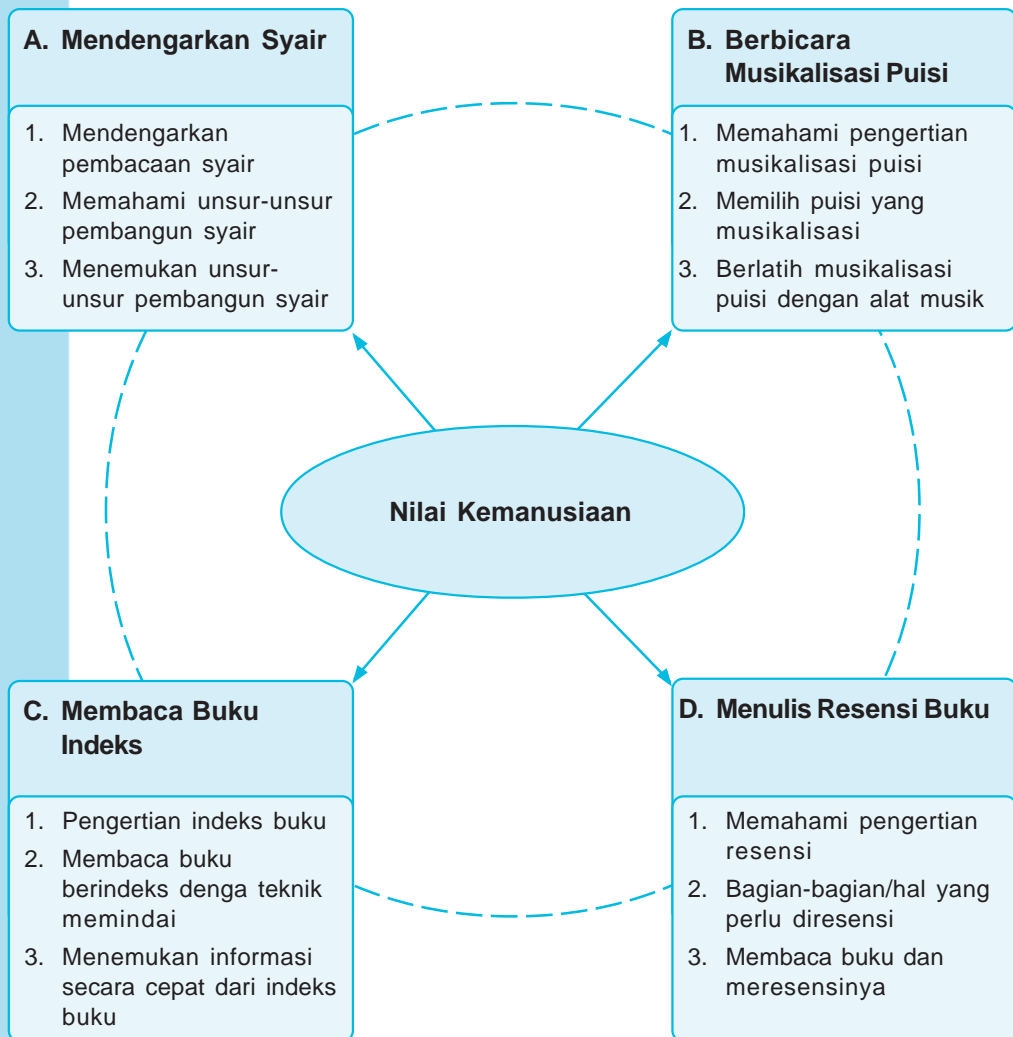 A. Mendengarkan Syair
1. Mendengarkan
pembacaan syair
2. Memahami unsur-unsur
pembangun syair
3. Menemukan unsur-
unsur pembangun syair
B. Berbicara
Musikalisasi Puisi
1. Memahami pengertian
musikalisasi puisi
2. Memilih puisi yang
musikalisasi
3. Berlatih musikalisasi
puisi dengan alat musik
Nilai Kemanusiaan
C. Membaca Buku
Indeks
1. Pengertian indeks buku
2. Membaca buku
berindeks denga teknik
memindai
3. Menemukan informasi
secara cepat dari indeks
buku
D. Menulis Resensi Buku
1. Memahami pengertian
resensi
2. Bagian-bagian/hal yang
perlu diresensi
3. Membaca buku dan
meresensinya